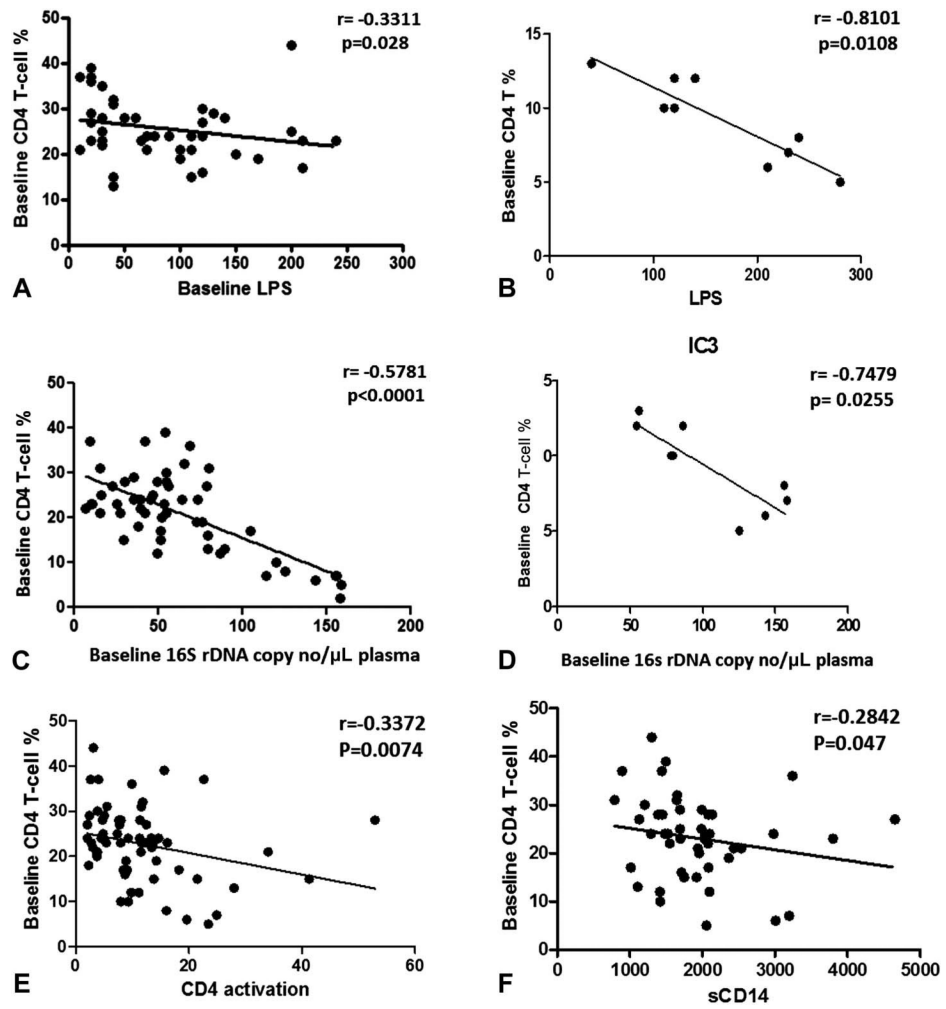 r= -0.3311
p=0.028
50
40
30
20
10
0
Baseline CD4 T-cell %
0 50 100 150 200 250 300
Baseline LPS
A
r= -0.8101
p=0.0108
15
10
5
0
Baseline CD4 T %
0 100 200 300
LPS
B
r= -0.5781
p<0.0001
50
40
30
20
10
0
Baseline CD4 T-cell %
0 50 100 150 200
Baseline 16S rDNA copy no/µL plasma
C
IC3
r= -0.7479
p= 0.0255
5
0
5
0
Baseline CD4 T-cell %
0 50 100 150 200
Baseline 16s rDNA copy no/µL plasma
D
r=-0.3372
P=0.0074
50
40
30
20
10
0
Baseline CD4 T-cell %
0 20 40 60
CD4 activation
E
r=-0.2842
P=0.047
50
40
30
20
10
0
Baseline CD4 T-cell %
0 1000 2000 3000 4000 5000
sCD14
F